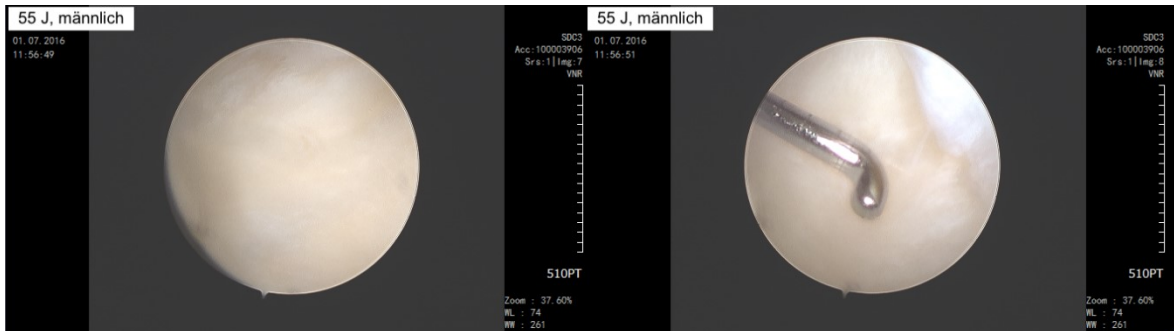 55 J, männlich
01.07.2016
11:56:49
SDC3
Acc:100003906
Srs:1|Img:7
VNR
510PT
Zoom : 37.60%
WL : 74
WW : 261
55 J, männlich
01.07.2016
11:56:51
SDC3
Acc:100003906
Srs:1|Img:8
VNR
510PT
Zoom : 37.60%
WL : 74
WW : 261